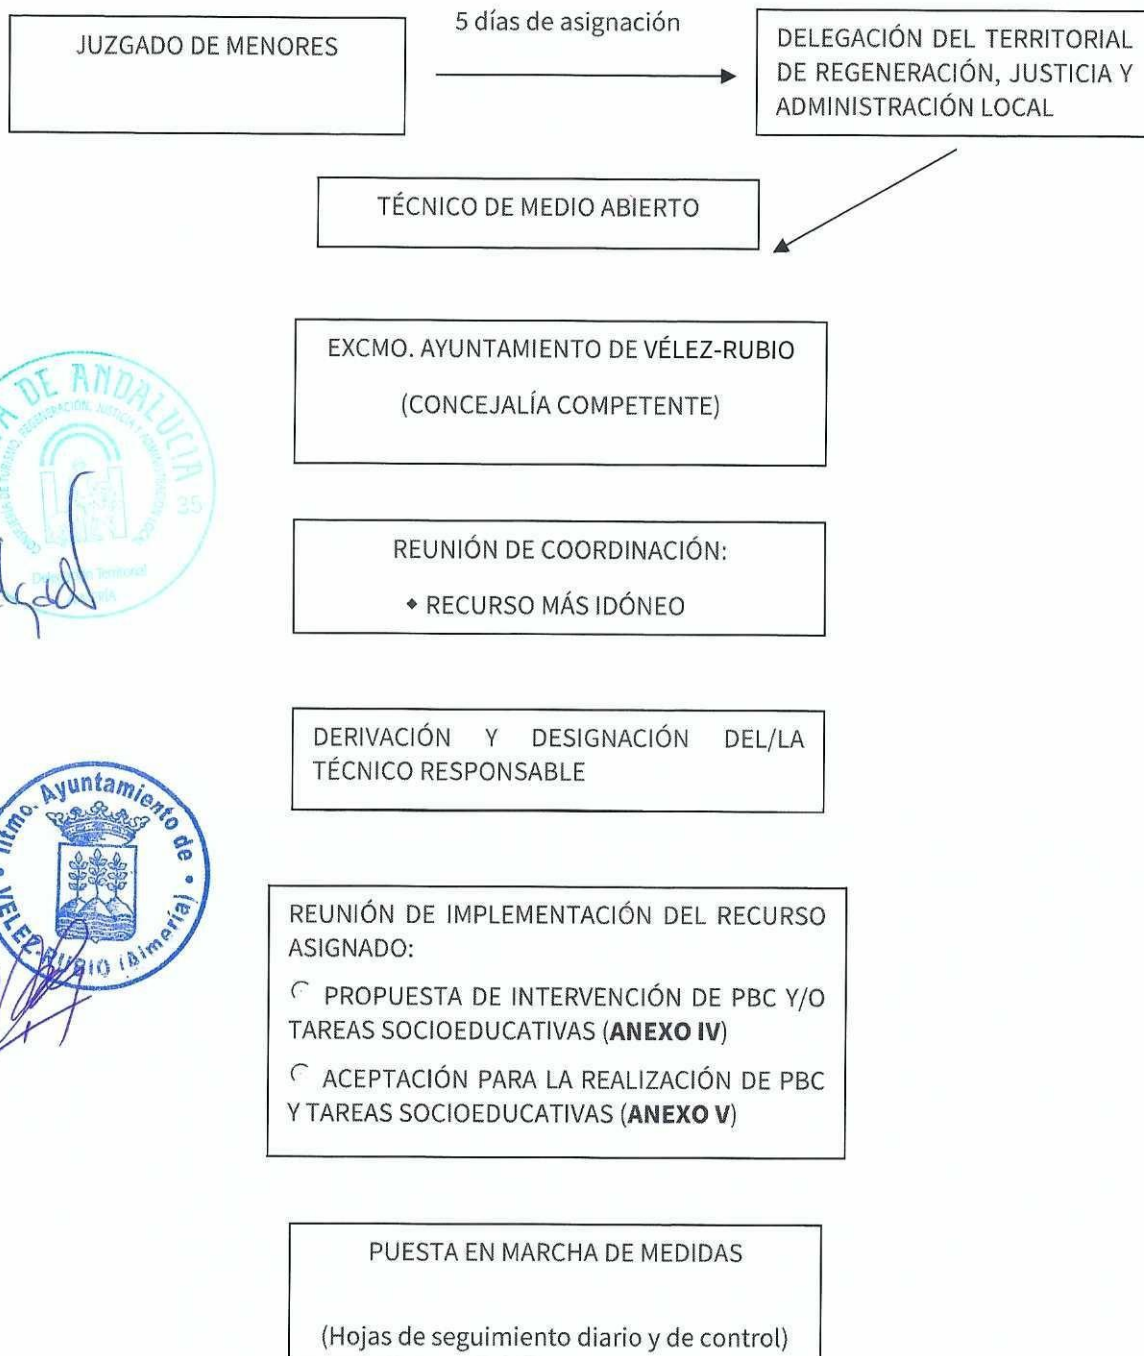 5 días de asignación
JUZGADO DE MENORES
DELEGACIÓN DEL TERRITORIAL
DE REGENERACIÓN, JUSTICIA Y
ADMINISTRACIÓN LOCAL
TÉCNICO DE MEDIO ABIERTO
EXCMO. AYUNTAMIENTO DE VÉLEZ-RUBIO
(CONCEJALÍA COMPETENTE)
DE ANDALUCIA
35
REUNIÓN DE COORDINACIÓN:
◆ RECURSO MÁS IDÓNEO
DERIVACIÓN Y DESIGNACIÓN DEL/LA
TÉCNICO RESPONSABLE
Iltmo. Ayuntamiento de
VELEZ-RUBIO (Almería)
REUNIÓN DE IMPLEMENTACIÓN DEL RECURSO
ASIGNADO:
PROPUESTA DE INTERVENCIÓN DE PBC Y/O
TAREAS SOCIOEDUCATIVAS (ANEXO IV)
ACEPTACIÓN PARA LA REALIZACIÓN DE PBC
Y TAREAS SOCIOEDUCATIVAS (ANEXO V)
PUESTA EN MARCHA DE MEDIDAS
(Hojas de seguimiento diario y de control)